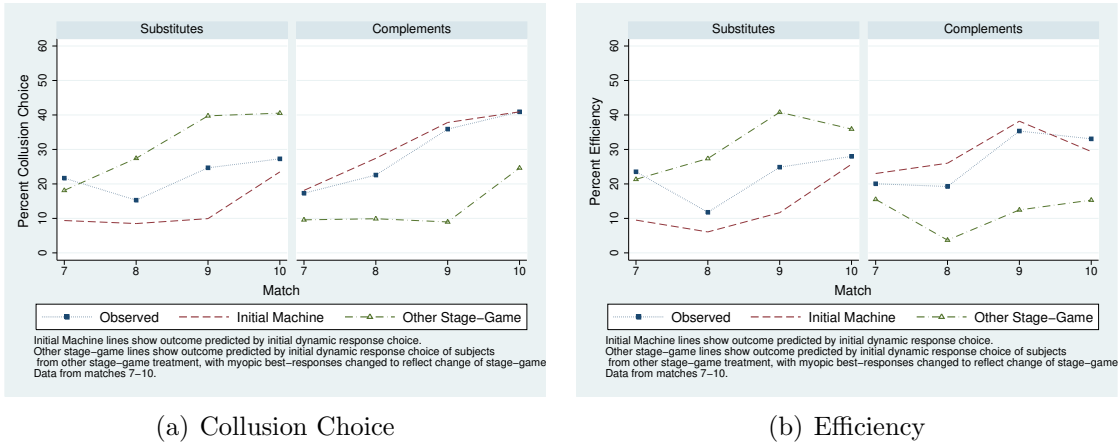 Substitutes
Complements
Percent Collusion Choice
60
50
40
30
20
10
0
7 8 9 10 7 8 9 10
Match
Observed Initial Machine Other Stage−Game
Initial Machine lines show outcome predicted by initial dynamic response choice.
Other stage−game lines show outcome predicted by initial dynamic response choice of subjects
from other stage−game treatment, with myopic best−responses changed to reflect change of stage−game
Data from matches 7−10.
(a) Collusion Choice
Substitutes
Complements
Percent Efficiency
60
50
40
30
20
10
0
7 8 9 10 7 8 9 10
Match
Observed Initial Machine Other Stage−Game
Initial Machine lines show outcome predicted by initial dynamic response choice.
Other stage−game lines show outcome predicted by initial dynamic response choice of subjects
from other stage−game treatment, with myopic best−responses changed to reflect change of stage−game
Data from matches 7−10.
(b) Efficiency